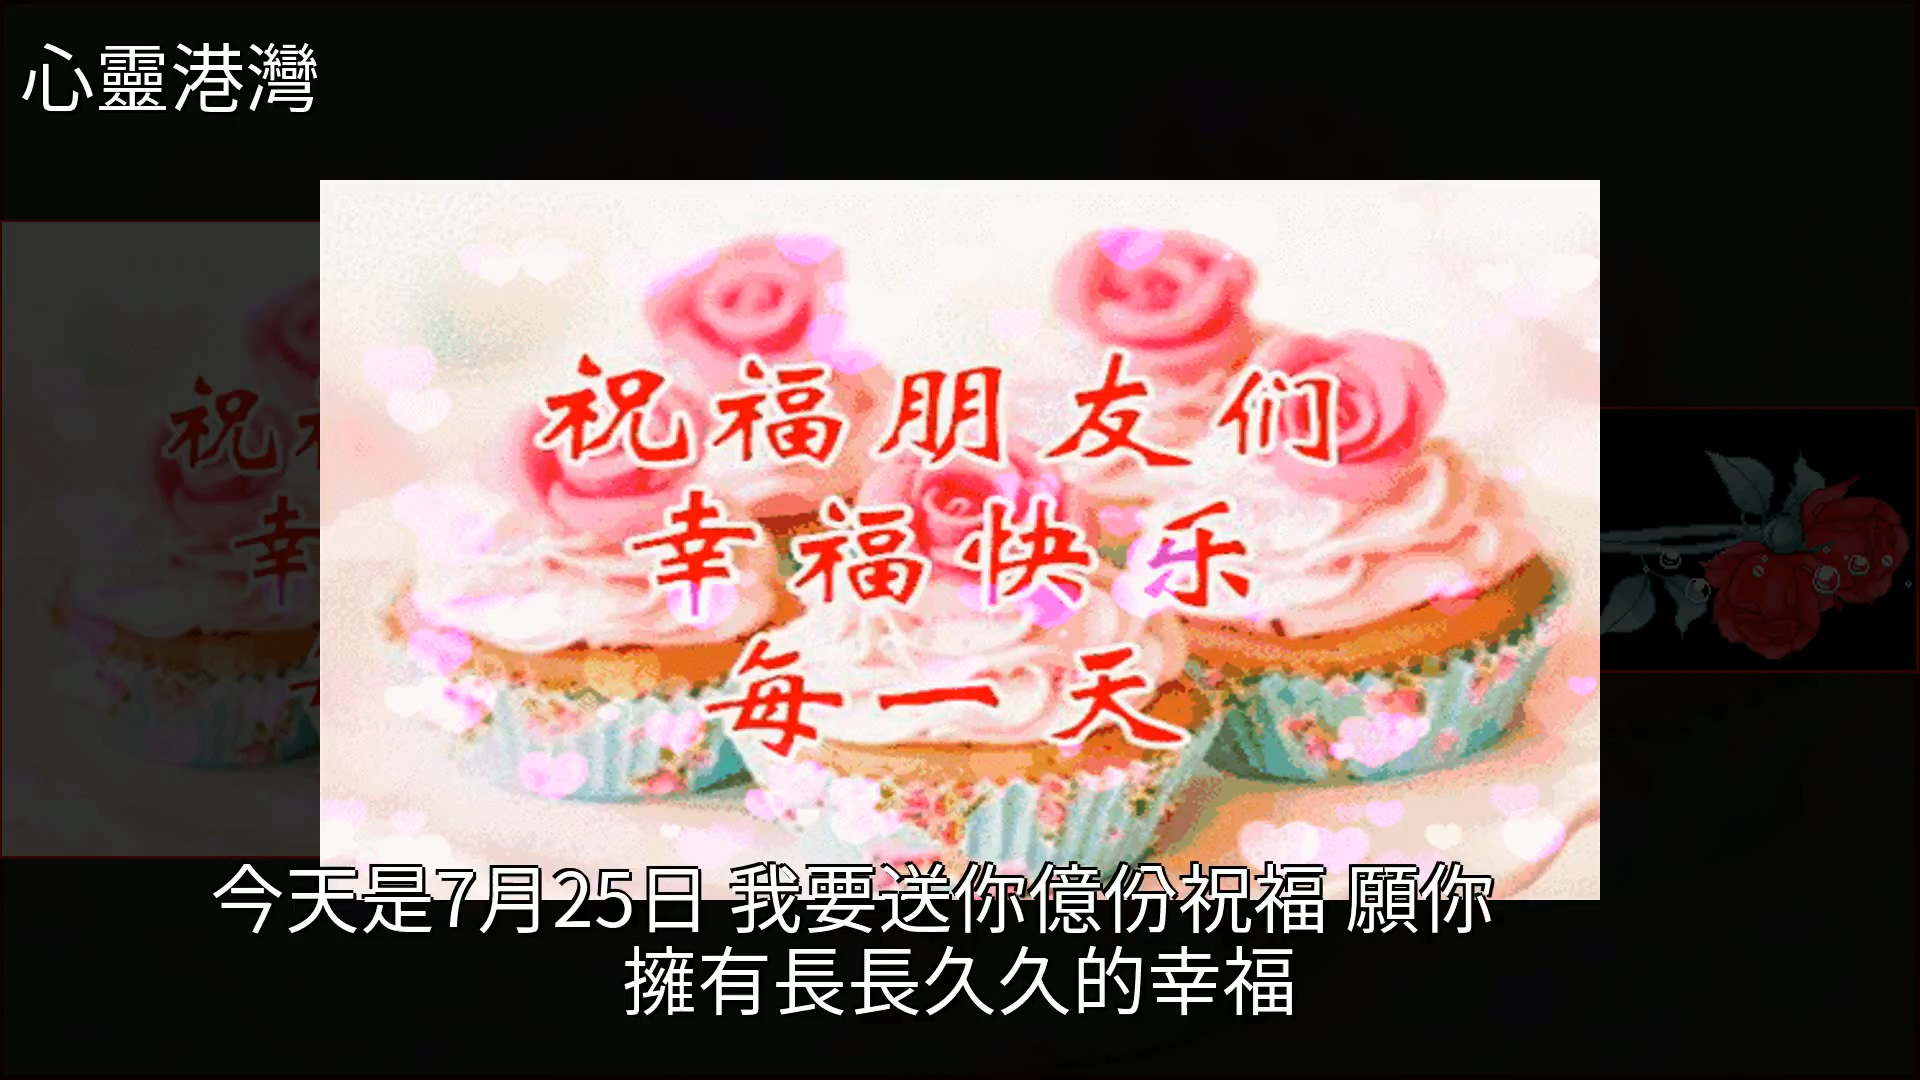 心靈港灣
祝福朋友们
幸福快乐
每一天
祝
幸
今天是7月25日 我要送你億份祝福 願你
擁有長長久久的幸福